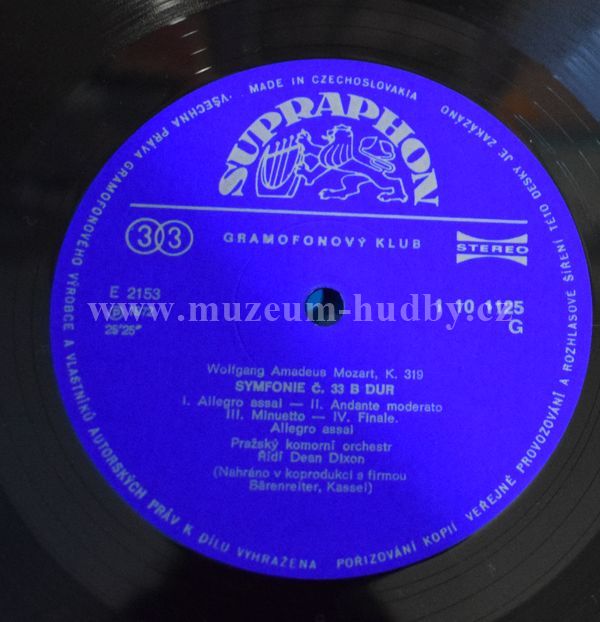 VŠECHNA PRÁVA GRAMOFONOVÉHO VÝROBCE A VLASTNÍKŮ AUTORSKÝCH PRÁV K DÍLU VYHRAŽENA
POŘIZOVÁNÍ KOPIÍ VEŘEJNÉ PROVOZOVÁNÍ A ROZHLASOVÉ ŠÍŘENÍ TÉTO DESKY JE ZAKÁZÁNO
MADE IN CZECHOSLOVAKIA
SUPRAPHON
33 GRAMOFONOVÝ KLUB STEREO
E 2153 1 10 1125
www.muzeum-hudby.cz
25'25" G
Wolfgang Amadeus Mozart, K. 319
SYMFONIE Č. 33 B DUR
I. Allegro assai — II. Andante moderato
III. Minuetto — IV. Finale.
Allegro assai
Pražský komorní orchestr
Řídí Dean Dixon
(Nahráno v koprodukci s firmou
Bärenreiter, Kassel)